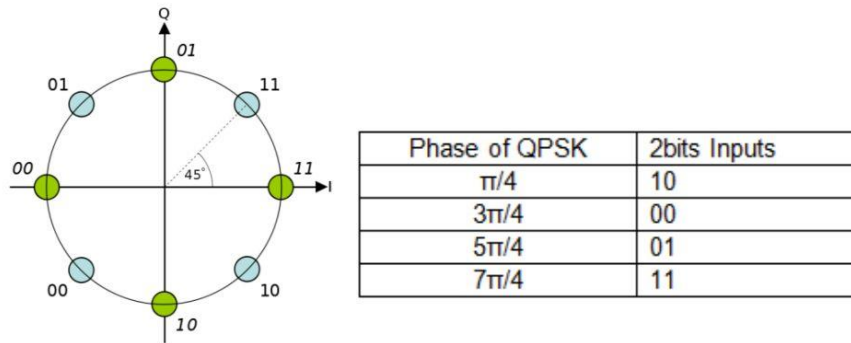 Q
01
01
11
00
11
I
45°
00
10
10
Phase of QPSK 2bits Inputs
π/4 10
3π/4 00
5π/4 01
7π/4 11